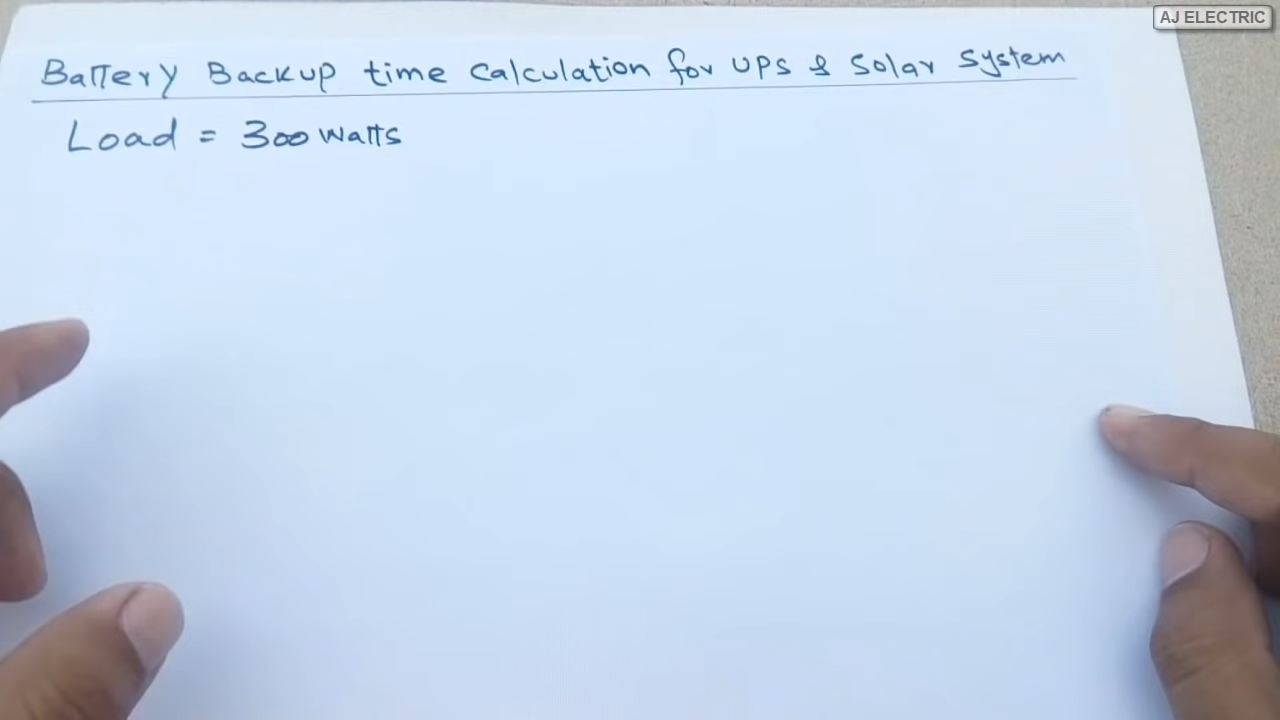 AJ ELECTRIC
Battery Backup time Calculation for UPS & Solar System
Load = 300 watts